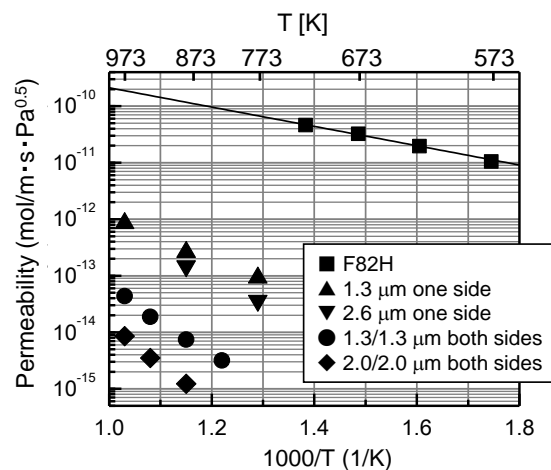 T [K]
973 873 773 673 573
Permeability (mol/m·s·Pa^0.5)
10^-10
10^-11
10^-12
10^-13
10^-14
10^-15
F82H
1.3 μm one side
2.6 μm one side
1.3/1.3 μm both sides
2.0/2.0 μm both sides
1.0 1.2 1.4 1.6 1.8
1000/T (1/K)